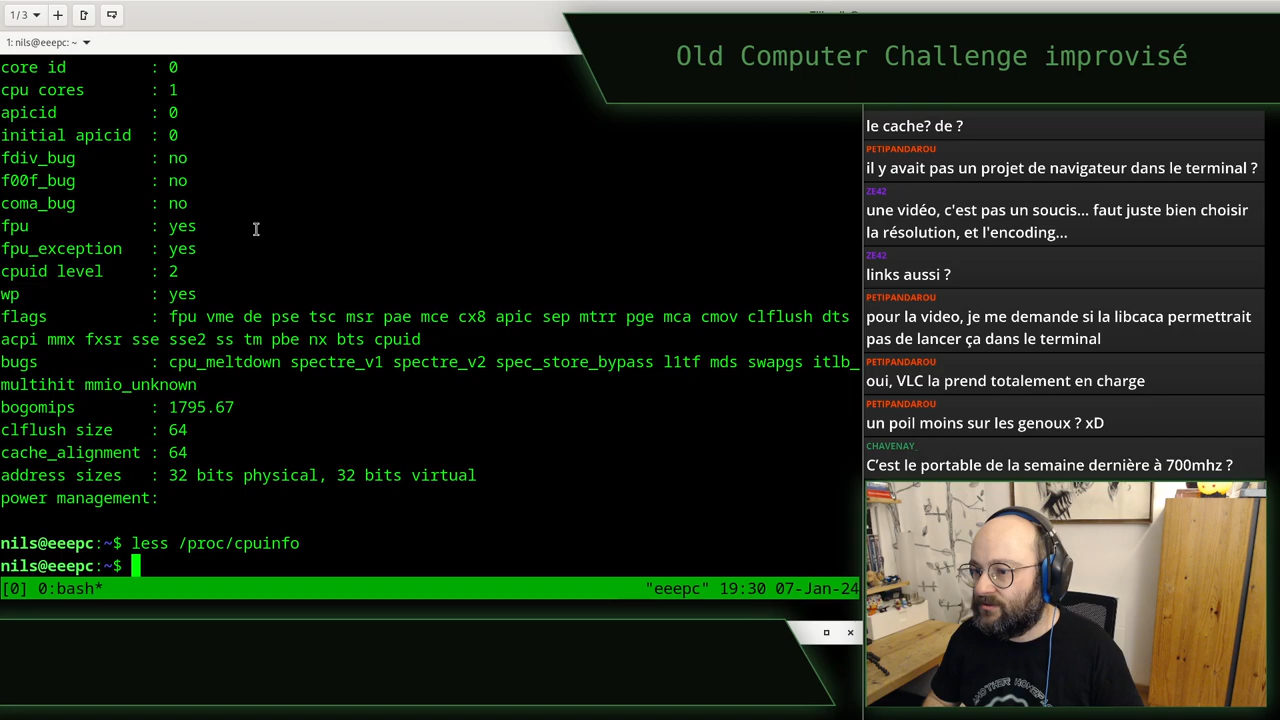 1/3
1: nils@eeepc: ~
Old Computer Challenge improvisé
core id : 0
cpu cores : 1
apicid : 0
initial apicid : 0
fdiv_bug : no
f00f_bug : no
coma_bug : no
fpu : yes
fpu_exception : yes
cpuid level : 2
wp : yes
flags : fpu vme de pse tsc msr pae mce cx8 apic sep mtrr pge mca cmov clflush dts
acpi mmx fxsr sse sse2 ss tm pbe nx bts cpuid
bugs : cpu_meltdown spectre_v1 spectre_v2 spec_store_bypass l1tf mds swapgs itlb_
multihit mmio_unknown
bogomips : 1795.67
clflush size : 64
cache_alignment : 64
address sizes : 32 bits physical, 32 bits virtual
power management:
nils@eeepc:~$ less /proc/cpuinfo
nils@eeepc:~$
[0] 0:bash* "eeepc" 19:30 07-Jan-24
le cache? de ?
PETIPANDAROU
il y avait pas un projet de navigateur dans le terminal ?
ZE42
une vidéo, c'est pas un soucis... faut juste bien choisir
la résolution, et l'encoding...
ZE42
links aussi ?
PETIPANDAROU
pour la video, je me demande si la libcaca permettrait
pas de lancer ça dans le terminal
PETIPANDAROU
oui, VLC la prend totalement en charge
PETIPANDAROU
un poil moins sur les genoux ? xD
CHAVENAY_
C'est le portable de la semaine dernière à 700mhz ?